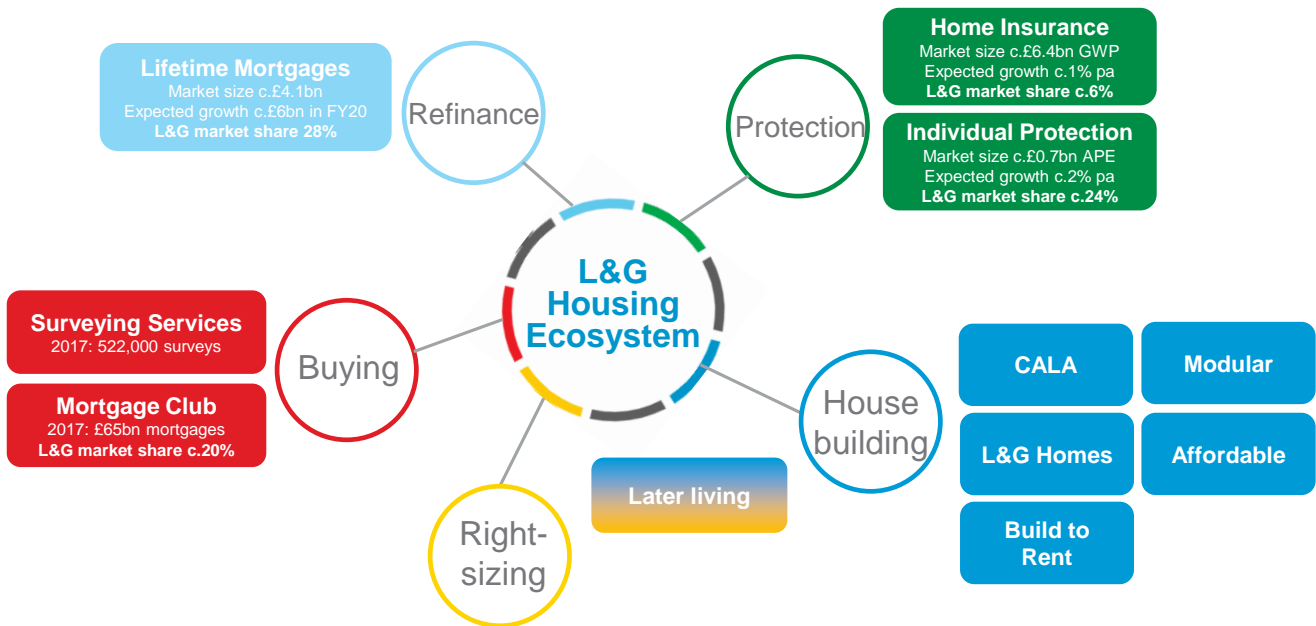 Lifetime Mortgages
Market size c.£4.1bn
Expected growth c.£6bn in FY20
L&G market share 28%
Refinance
Protection
Home Insurance
Market size c.£6.4bn GWP
Expected growth c.1% pa
L&G market share c.6%
Individual Protection
Market size c.£0.7bn APE
Expected growth c.2% pa
L&G market share c.24%
L&G
Housing
Ecosystem
Surveying Services
2017: 522,000 surveys
Mortgage Club
2017: £65bn mortgages
L&G market share c.20%
Buying
House
building
CALA
Modular
L&G Homes
Affordable
Build to
Rent
Later living
Right-
sizing